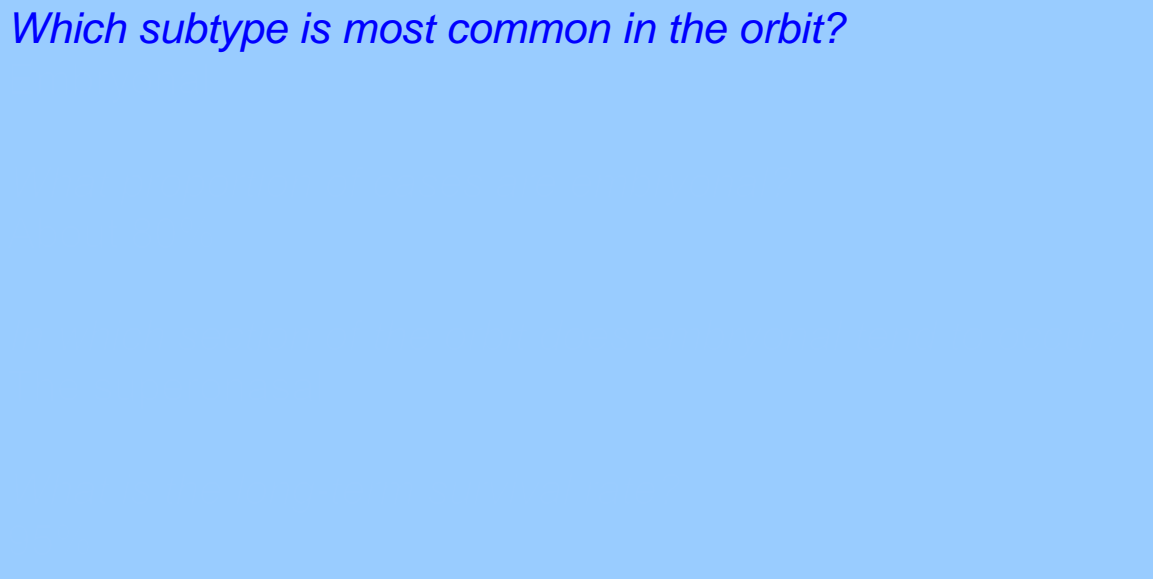 Which subtype is most common in the orbit?